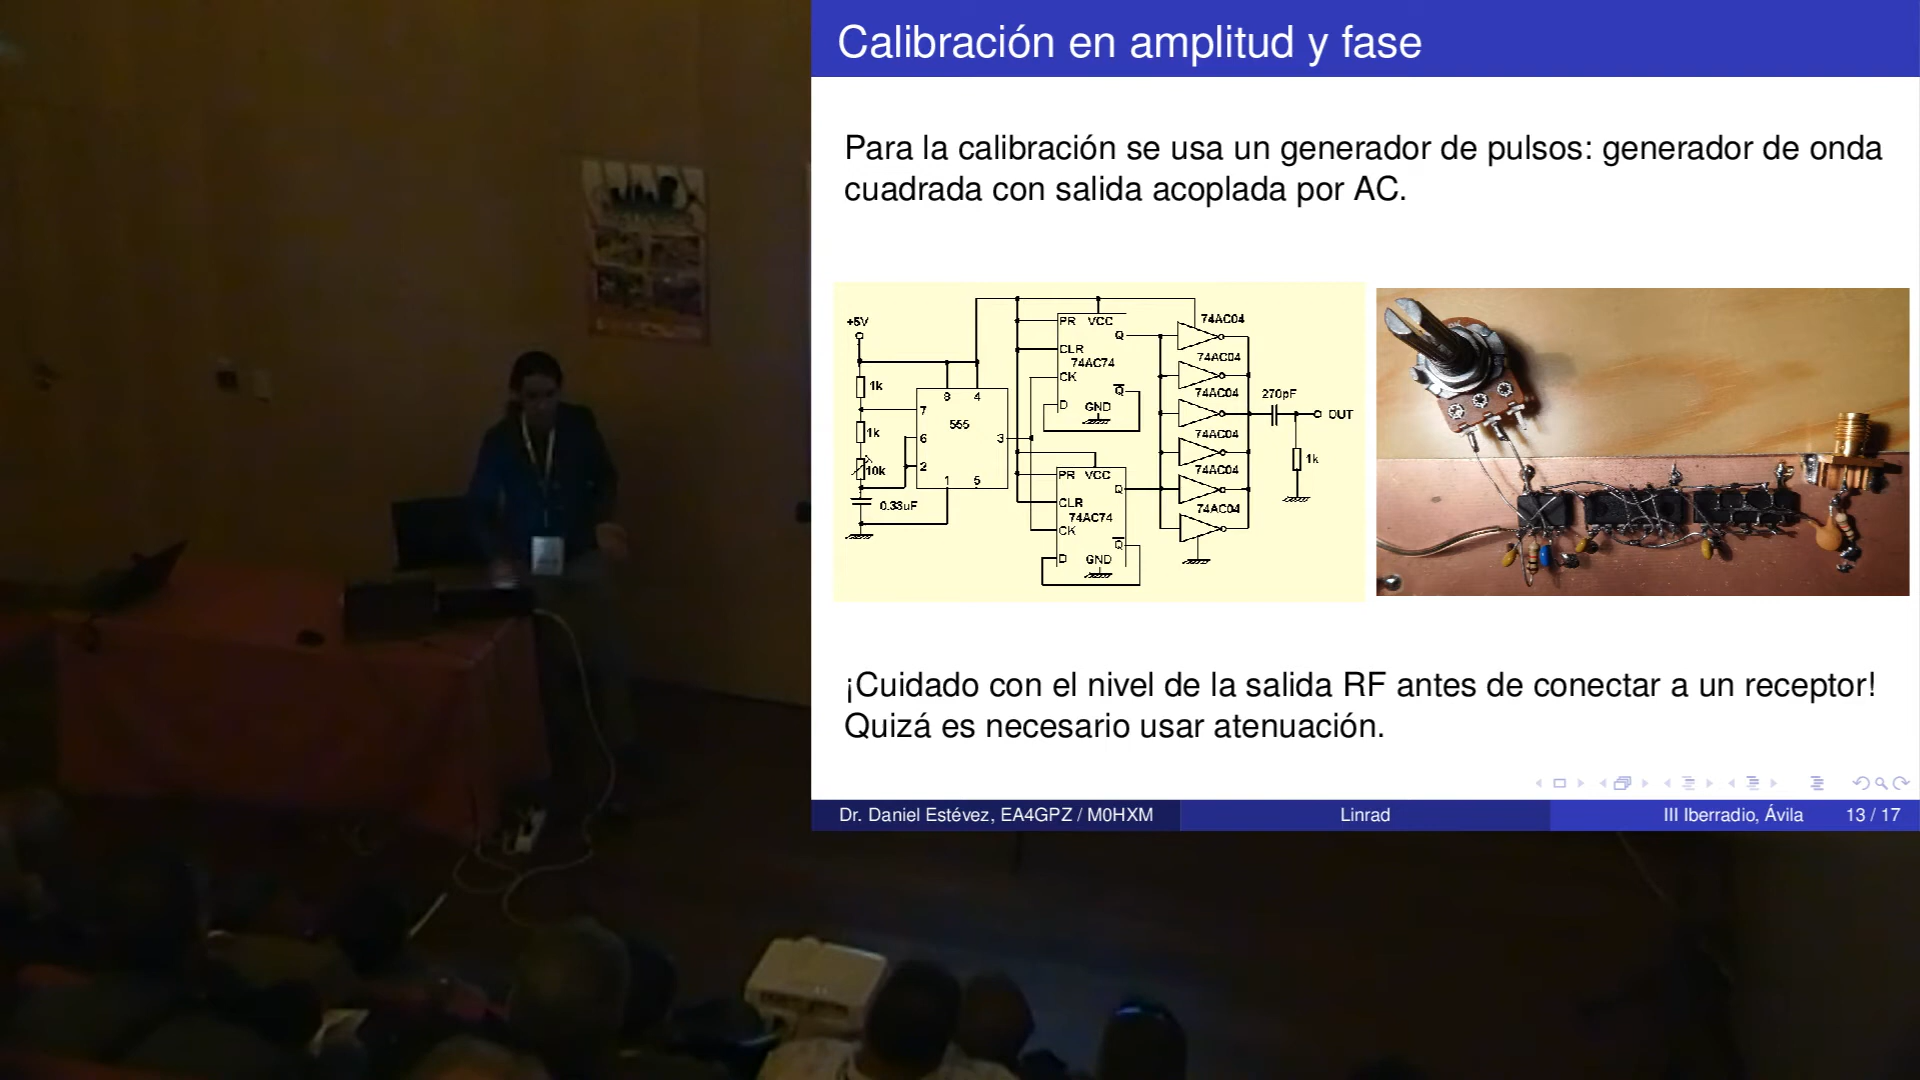 Calibración en amplitud y fase
Para la calibración se usa un generador de pulsos: generador de onda
cuadrada con salida acoplada por AC.
+5V
1k
1k
10k
0.33uF
8
4
7
6
2
555
3
1
5
PR
VCC
Q
CLR
74AC74
CK
Q
D
GND
PR
VCC
Q
CLR
74AC74
CK
Q
D
GND
74AC04
74AC04
74AC04
74AC04
74AC04
74AC04
270pF
OUT
1k
¡Cuidado con el nivel de la salida RF antes de conectar a un receptor!
Quizá es necesario usar atenuación.
Dr. Daniel Estévez, EA4GPZ / M0HXM
Linrad
III Iberradio, Ávila
13 / 17